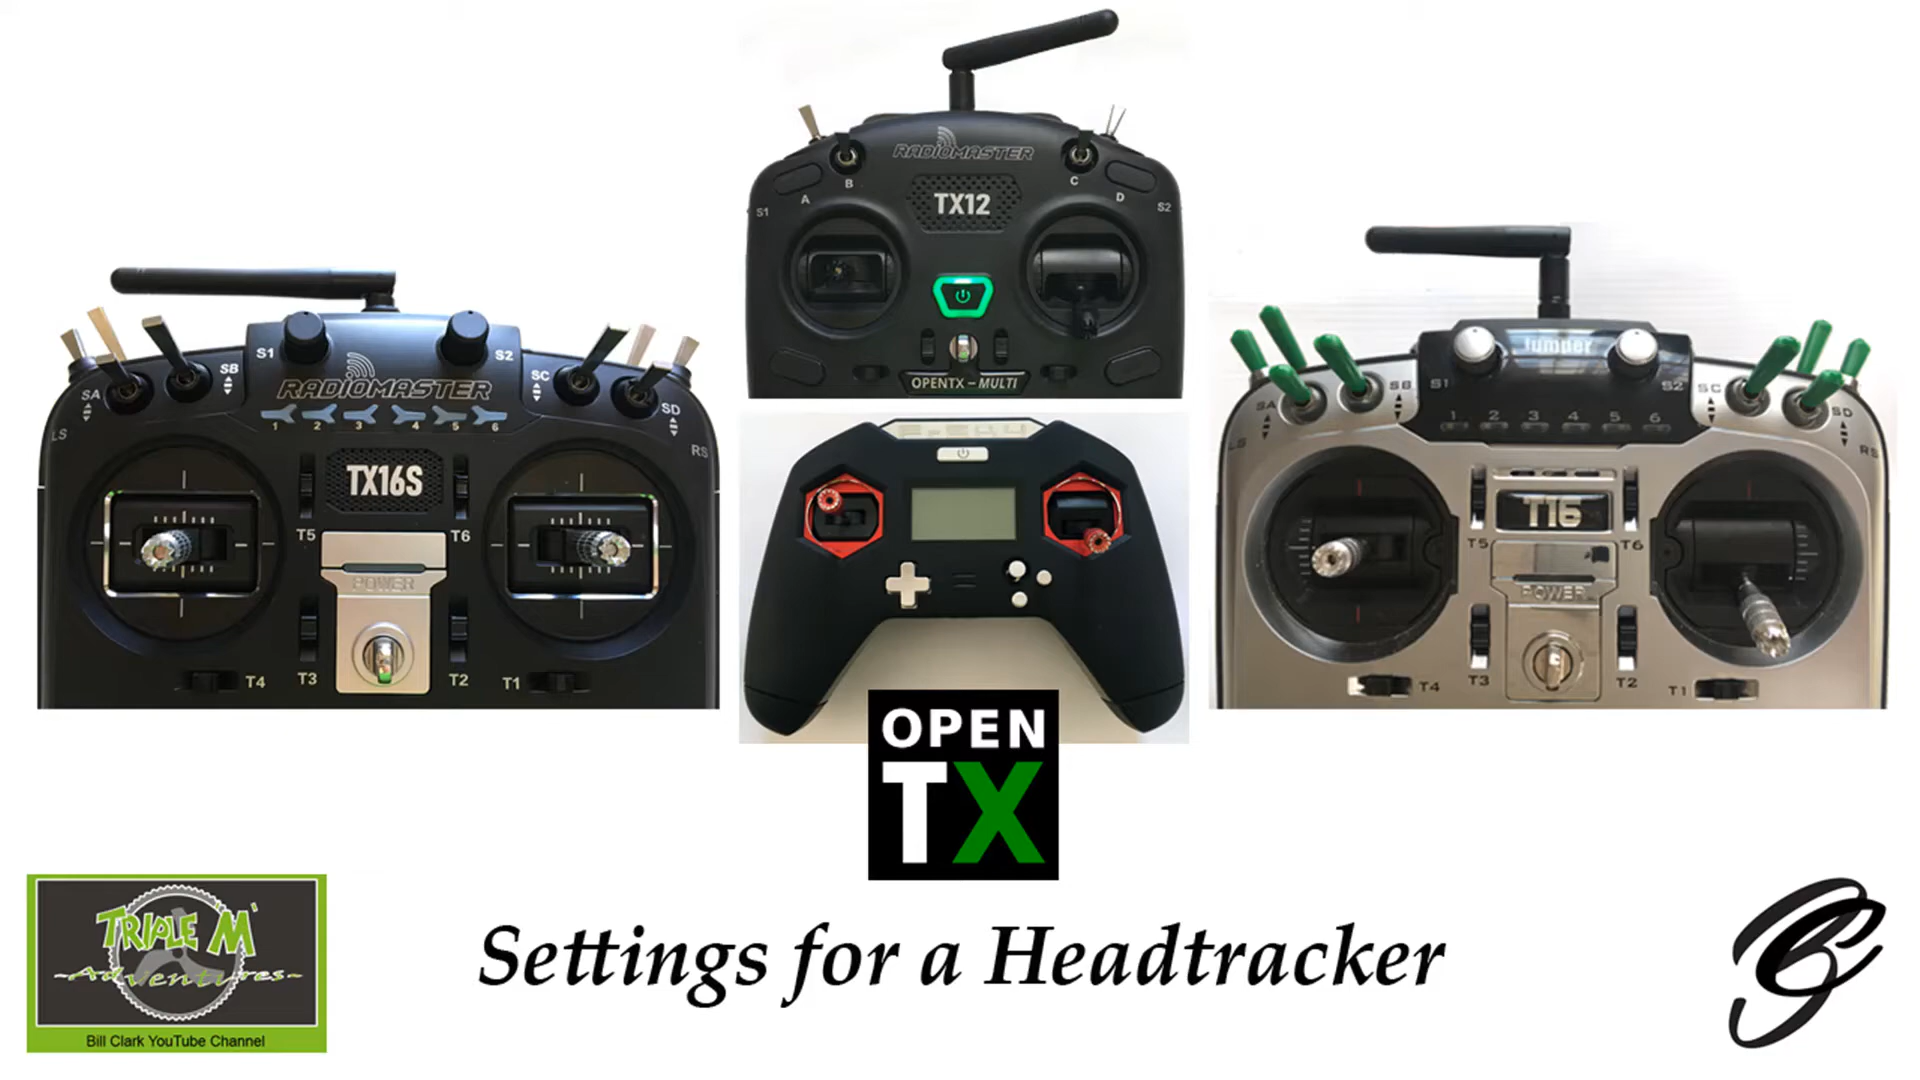 RADIOMASTER
B
C
A
D
S1
S2
TX12
OPENTX – MULTI
S1
S2
SA
SB
SC
SD
RADIOMASTER
1 2 3 4 5 6
LS
RS
TX16S
T5
T6
POWER
T4
T3
T2
T1
Jumper
S1
S2
SA
SB
SC
SD
1 2 3 4 5 6
LS
RS
T16
T5
T6
POWER
T4
T3
T2
T1
OPEN
TX
TRIPLE 'M'
~Adventures~
Bill Clark YouTube Channel
Settings for a Headtracker